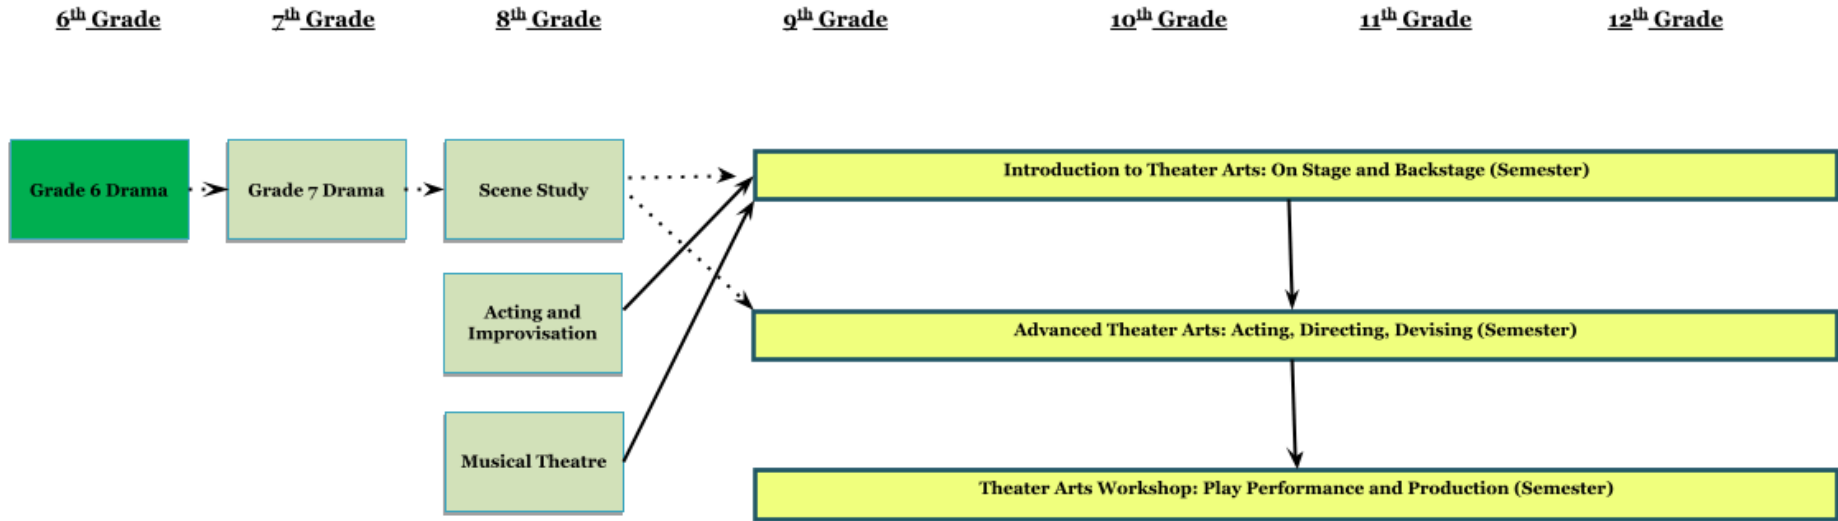 6th Grade
7th Grade
8th Grade
9th Grade
10th Grade
11th Grade
12th Grade
Grade 6 Drama
Grade 7 Drama
Scene Study
Introduction to Theater Arts: On Stage and Backstage (Semester)
Acting and
Improvisation
Advanced Theater Arts: Acting, Directing, Devising (Semester)
Musical Theatre
Theater Arts Workshop: Play Performance and Production (Semester)